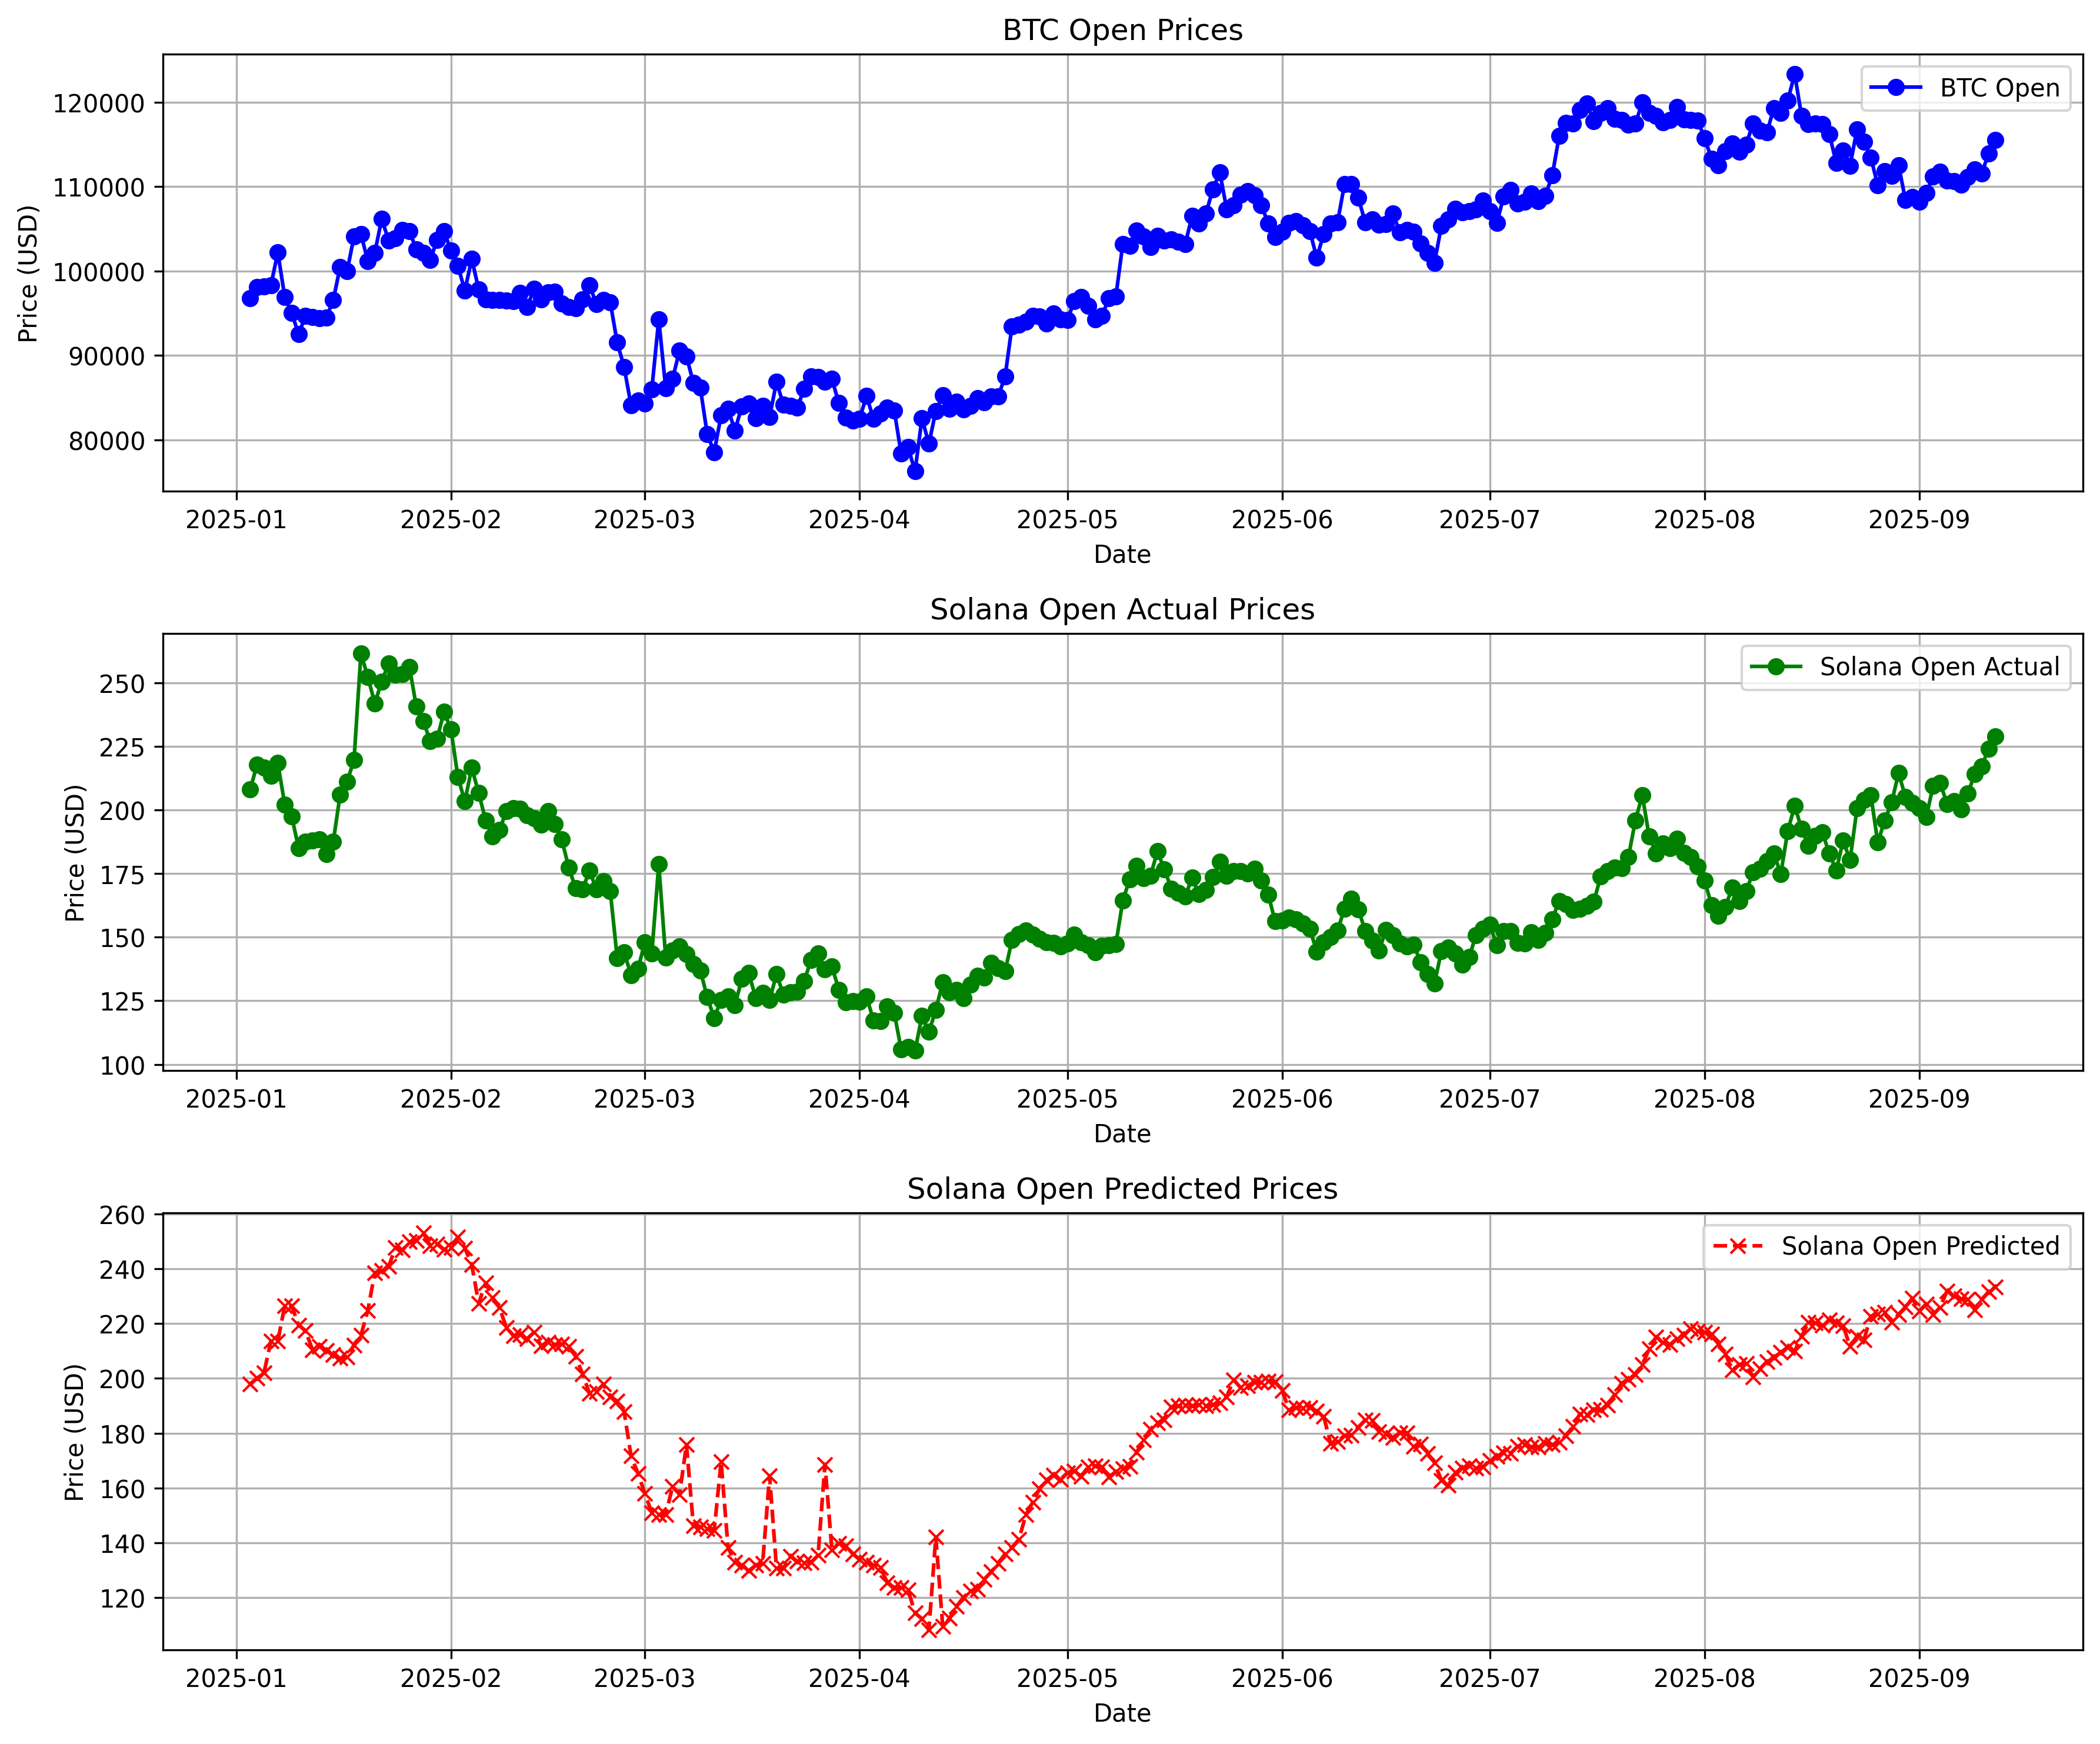 BTC Open Prices
BTC Open
Price (USD)
120000
110000
100000
90000
80000
2025-01 2025-02 2025-03 2025-04 2025-05 2025-06 2025-07 2025-08 2025-09
Date
Solana Open Actual Prices
Solana Open Actual
Price (USD)
250
225
200
175
150
125
100
2025-01 2025-02 2025-03 2025-04 2025-05 2025-06 2025-07 2025-08 2025-09
Date
Solana Open Predicted Prices
Solana Open Predicted
Price (USD)
260
240
220
200
180
160
140
120
2025-01 2025-02 2025-03 2025-04 2025-05 2025-06 2025-07 2025-08 2025-09
Date